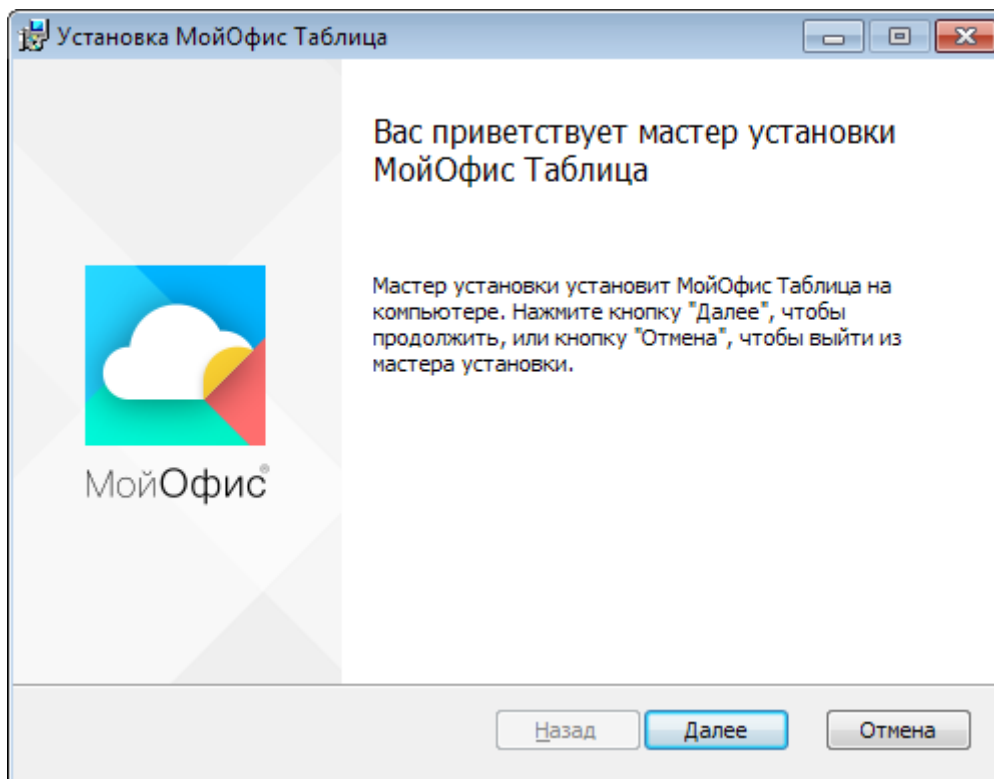 Установка МойОфис Таблица
Вас приветствует мастер установки
МойОфис Таблица
Мастер установки установит МойОфис Таблица на
компьютере. Нажмите кнопку "Далее", чтобы
продолжить, или кнопку "Отмена", чтобы выйти из
мастера установки.
МойОфис®
Назад
Далее
Отмена